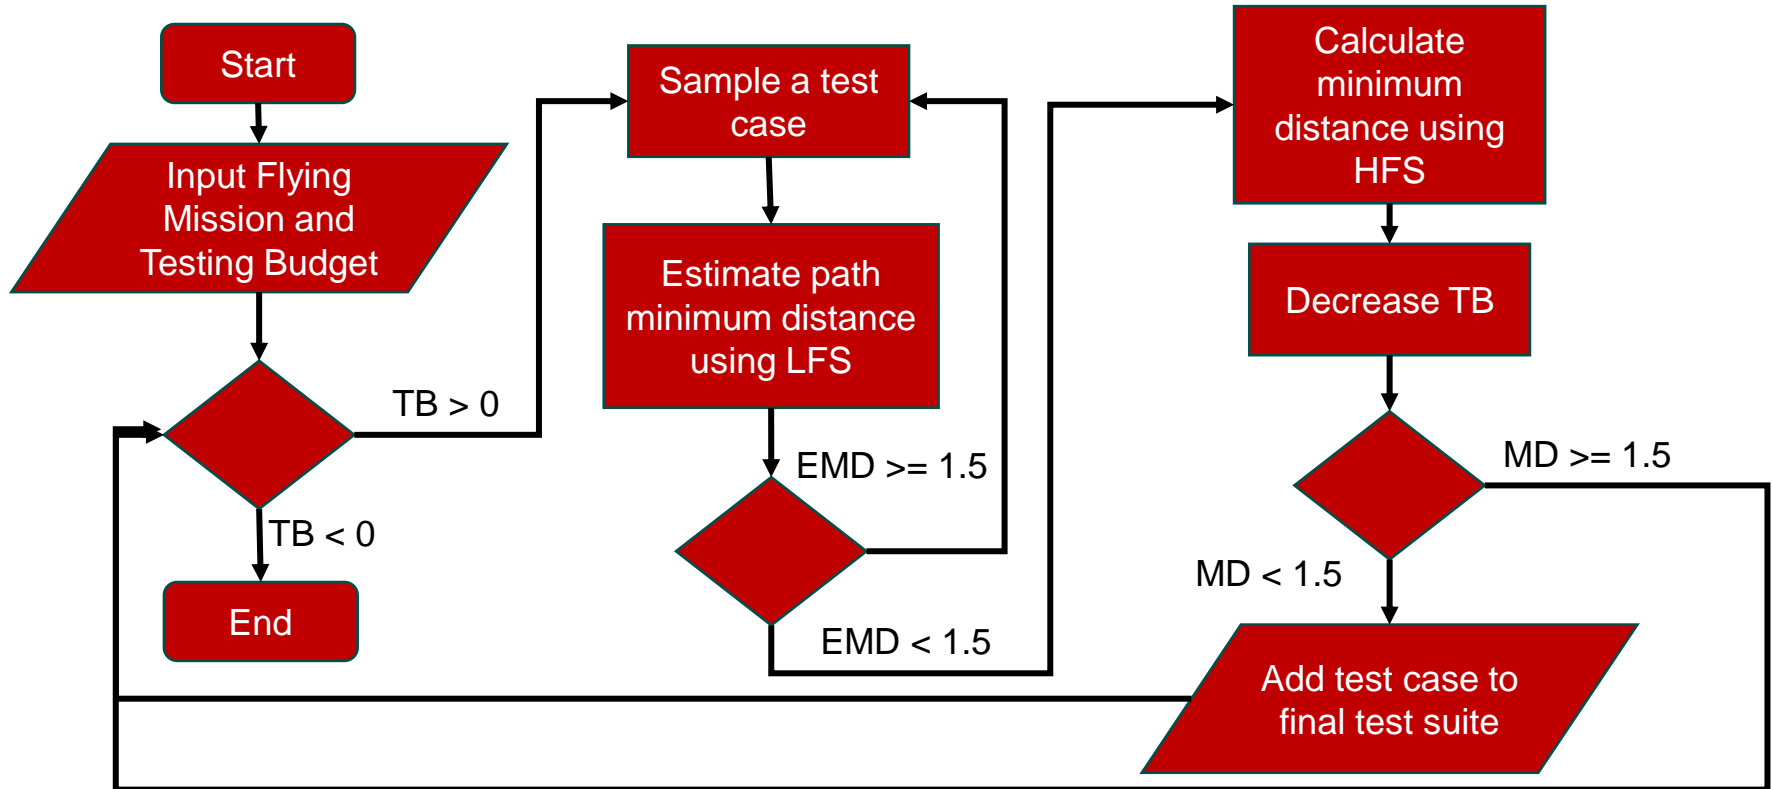 Start
Input Flying
Mission and
Testing Budget
TB > 0
TB < 0
End
Sample a test
case
Estimate path
minimum distance
using LFS
EMD >= 1.5
EMD < 1.5
Calculate
minimum
distance using
HFS
Decrease TB
MD >= 1.5
MD < 1.5
Add test case to
final test suite